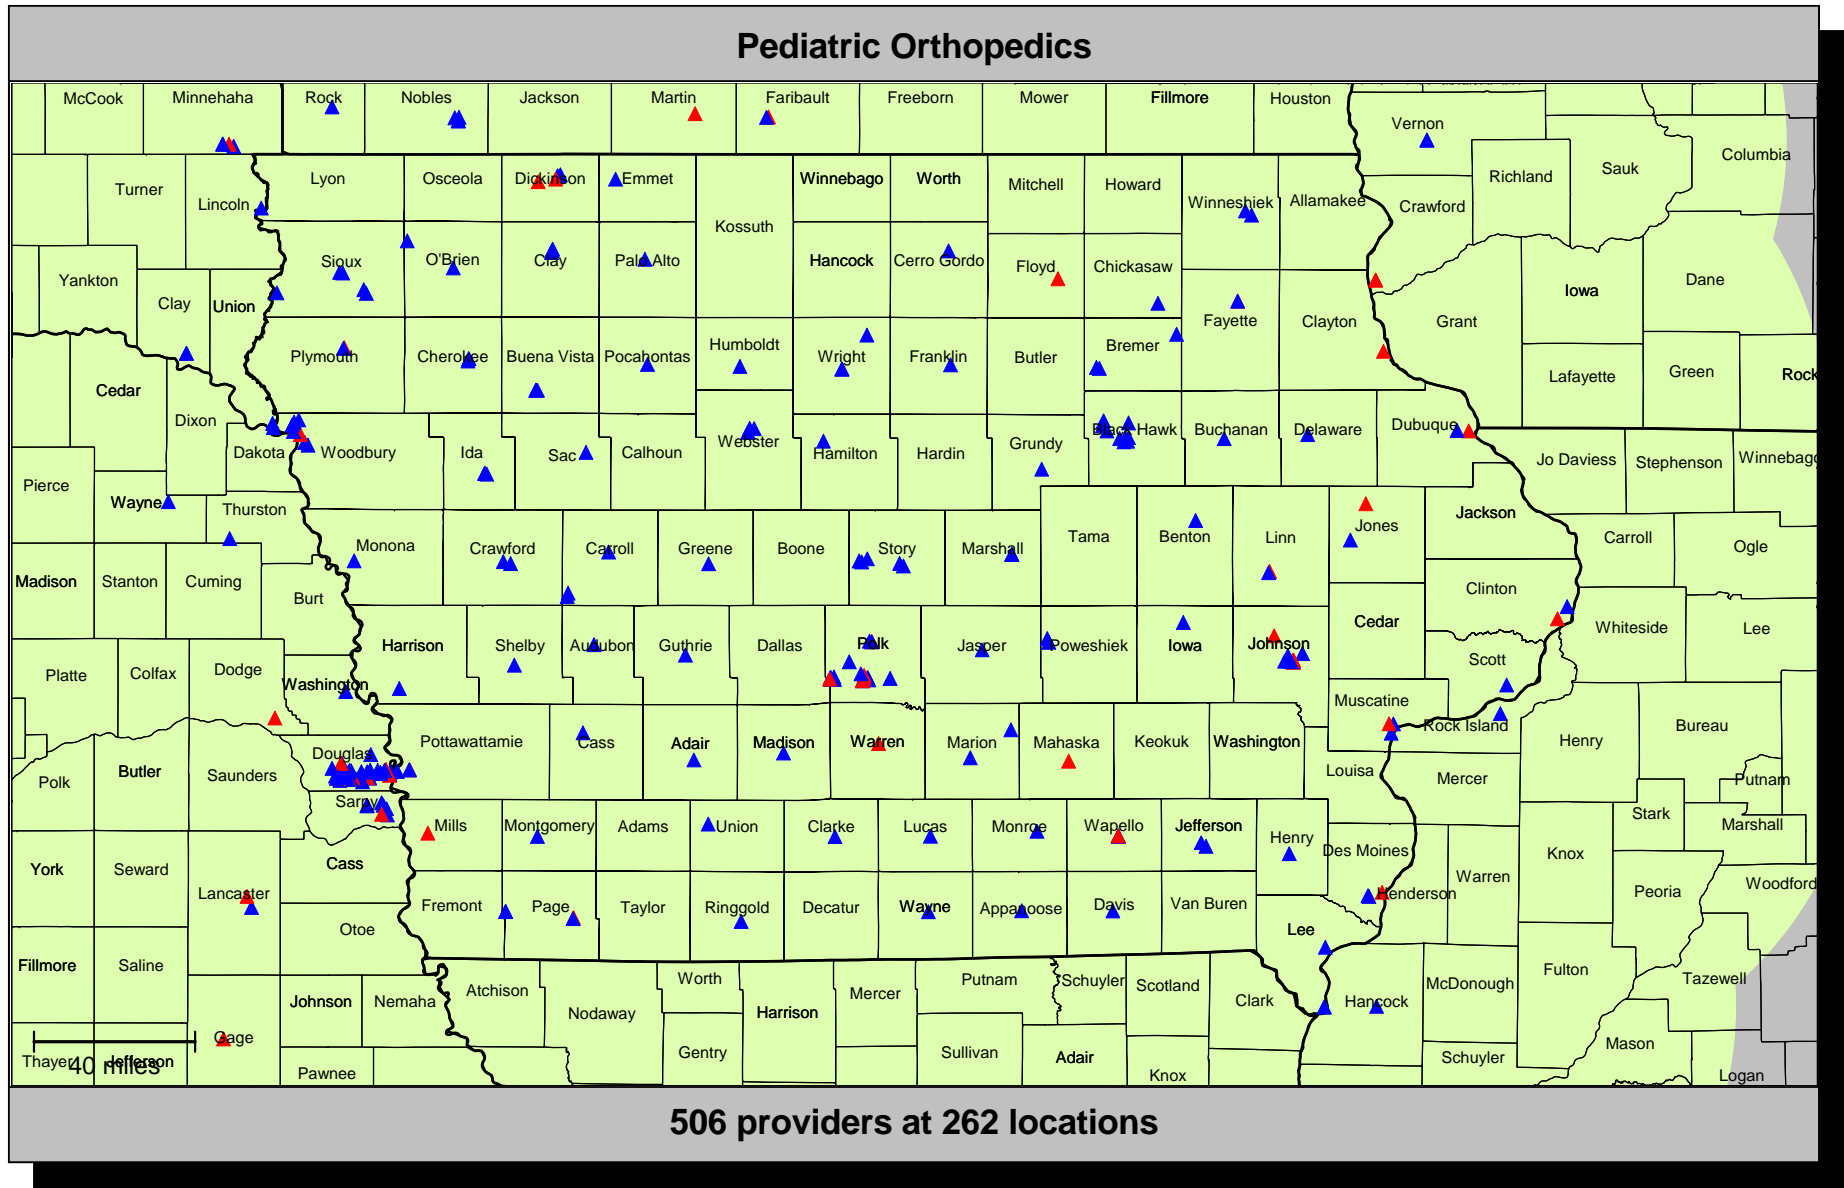 Pediatric Orthopedics
McCook Minnehaha Rock Nobles Jackson Martin Faribault Freeborn Mower Fillmore Houston
Vernon Columbia
Turner Lincoln Lyon Osceola Dickinson Emmet Winnebago Worth Mitchell Howard Winneshiek Allamakee Crawford Richland Sauk
Kossuth
Yankton Clay Union Sioux O'Brien Clay Palo Alto Hancock Cerro Gordo Floyd Chickasaw Iowa Dane
Fayette Clayton Grant
Plymouth Cherokee Buena Vista Pocahontas Humboldt Wright Franklin Butler Bremer Lafayette Green Rock
Cedar
Dixon
Dakota Woodbury Ida Sac Calhoun Webster Hamilton Hardin Grundy Black Hawk Buchanan Delaware Dubuque Jo Daviess Stephenson Winnebago
Pierce Wayne Thurston
Monona Crawford Carroll Greene Boone Story Marshall Tama Benton Linn Jones Jackson Carroll Ogle
Madison Stanton Cuming Burt
Clinton
Harrison Shelby Audubon Guthrie Dallas Polk Jasper Poweshiek Iowa Johnson Cedar Whiteside Lee
Platte Colfax Dodge Washington Scott
Muscatine Rock Island Bureau
Douglas Pottawattamie Cass Adair Madison Warren Marion Mahaska Keokuk Washington Henry
Polk Butler Saunders Louisa Mercer Putnam
Sarpy Mills Montgomery Adams Union Clarke Lucas Monroe Wapello Jefferson Henry Des Moines Stark Marshall
York Seward Cass Knox
Lancaster Fremont Page Taylor Ringgold Decatur Wayne Appanoose Davis Van Buren Henderson Warren Peoria Woodford
Otoe Lee
Fillmore Saline Fulton Tazewell
Johnson Nemaha Atchison Nodaway Worth Harrison Mercer Putnam Schuyler Scotland Clark Hancock McDonough
Gage Gentry Sullivan Adair Schuyler Mason
Thayer Jefferson
40 miles
Pawnee Knox Logan
506 providers at 262 locations